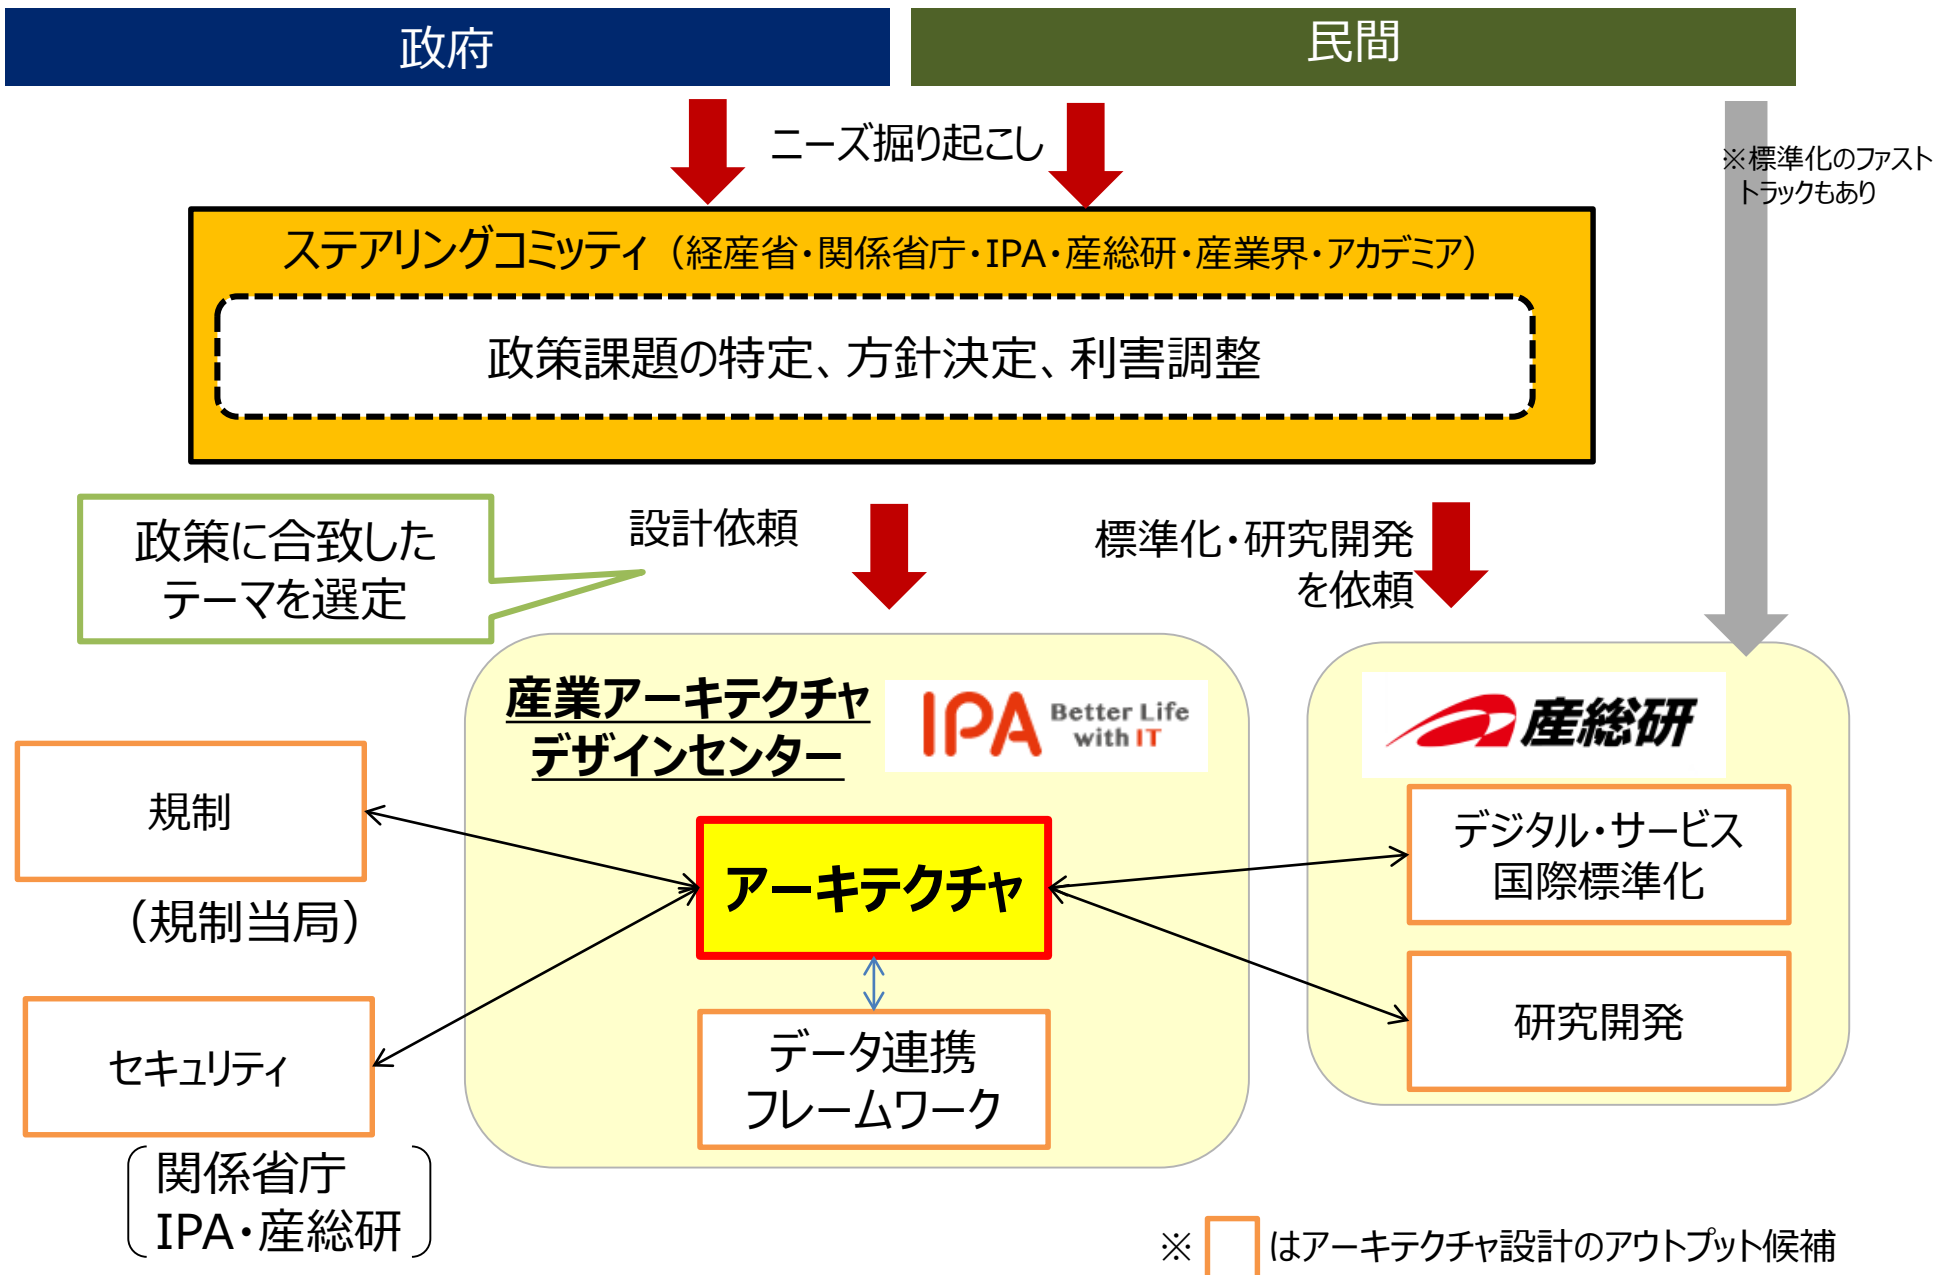 政府
民間
ニーズ掘り起こし
※標準化のファスト
トラックもあり
ステアリングコミッティ（経産省・関係省庁・IPA・産総研・産業界・アカデミア）
政策課題の特定、方針決定、利害調整
政策に合致した
テーマを選定
設計依頼
標準化・研究開発
を依頼
産業アーキテクチャ
デザインセンター
IPA
Better Life
with IT
産総研
規制
（規制当局）
アーキテクチャ
デジタル・サービス
国際標準化
セキュリティ
データ連携
フレームワーク
研究開発
関係省庁
IPA・産総研
※ はアーキテクチャ設計のアウトプット候補